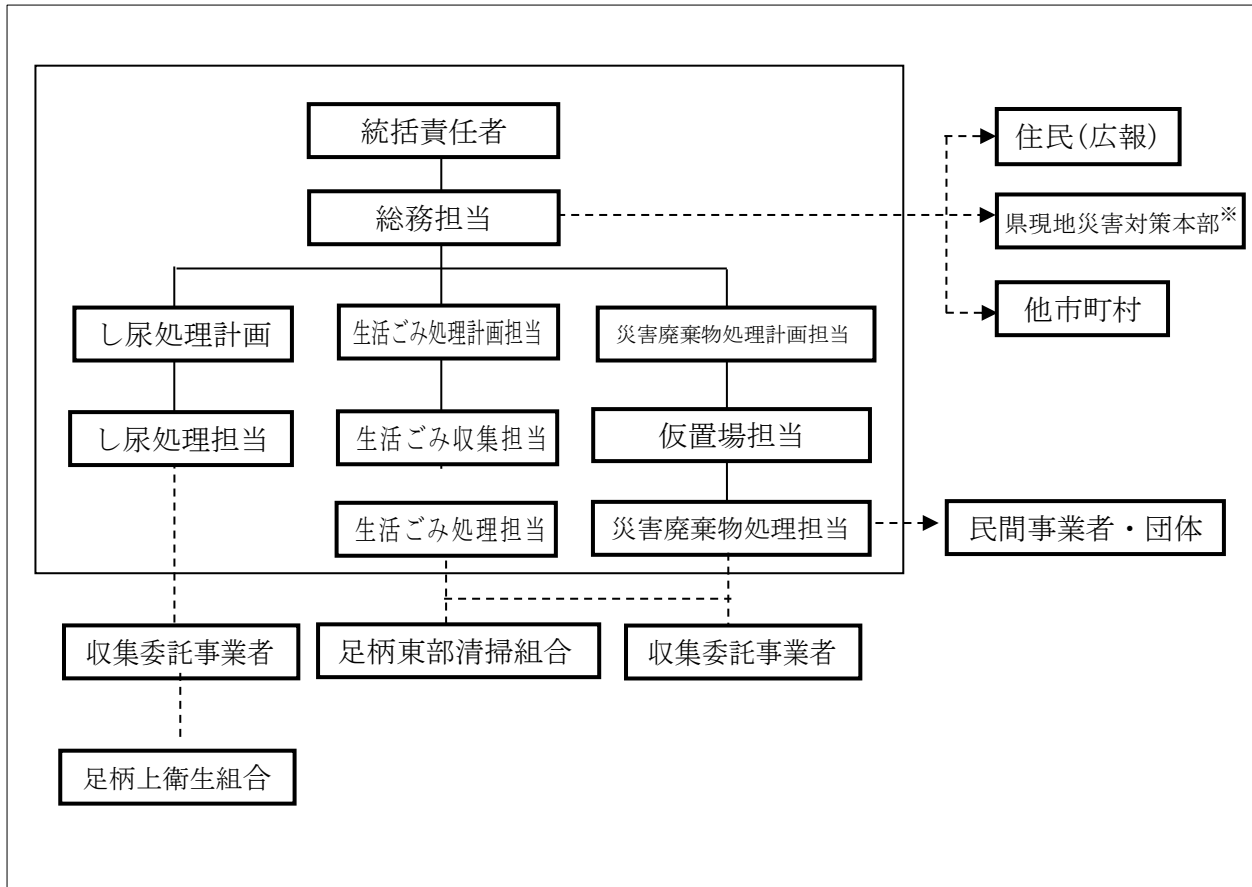 統括責任者
住民(広報)
総務担当
県現地災害対策本部※
他市町村
し尿処理計画
生活ごみ処理計画担当
災害廃棄物処理計画担当
し尿処理担当
生活ごみ収集担当
仮置場担当
生活ごみ処理担当
災害廃棄物処理担当
民間事業者・団体
収集委託事業者
足柄東部清掃組合
収集委託事業者
足柄上衛生組合